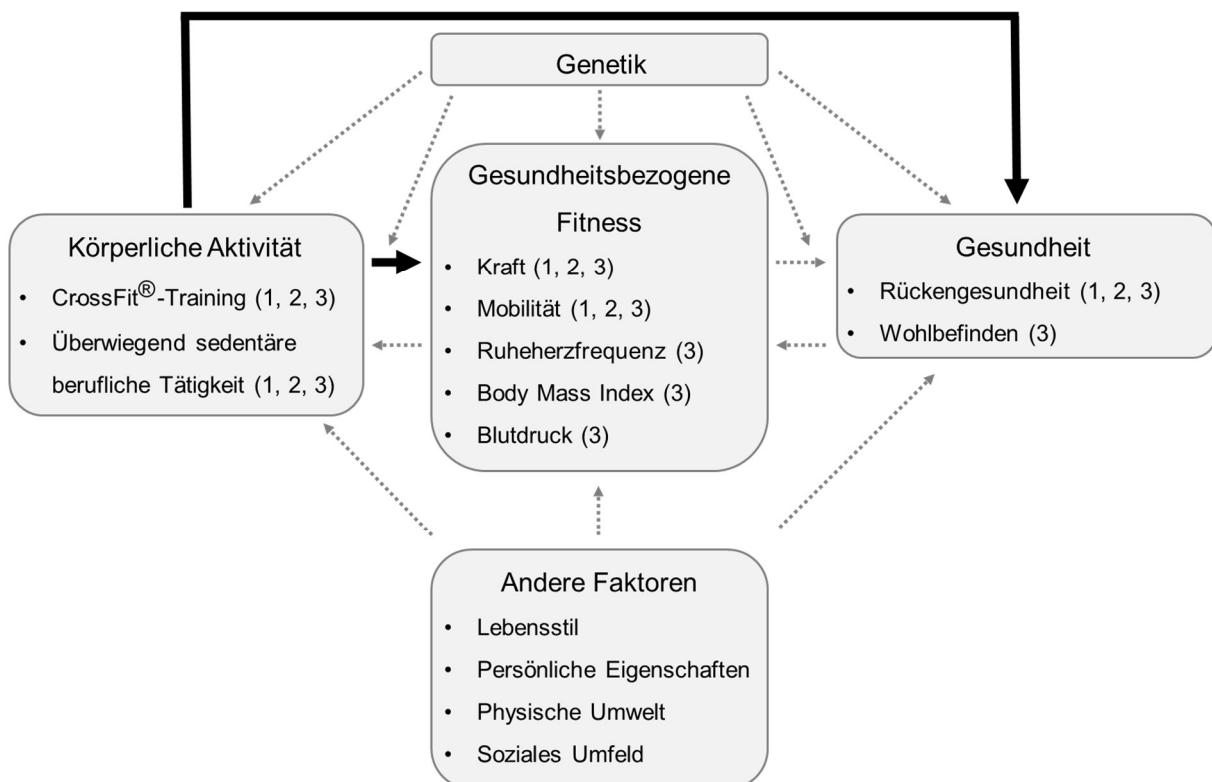 Genetik
Gesundheitsbezogene
Fitness
• Kraft (1, 2, 3)
• Mobilität (1, 2, 3)
• Ruheherzfrequenz (3)
• Body Mass Index (3)
• Blutdruck (3)
Körperliche Aktivität
• CrossFit®-Training (1, 2, 3)
• Überwiegend sedentäre
berufliche Tätigkeit (1, 2, 3)
Gesundheit
• Rückengesundheit (1, 2, 3)
• Wohlbefinden (3)
Andere Faktoren
• Lebensstil
• Persönliche Eigenschaften
• Physische Umwelt
• Soziales Umfeld